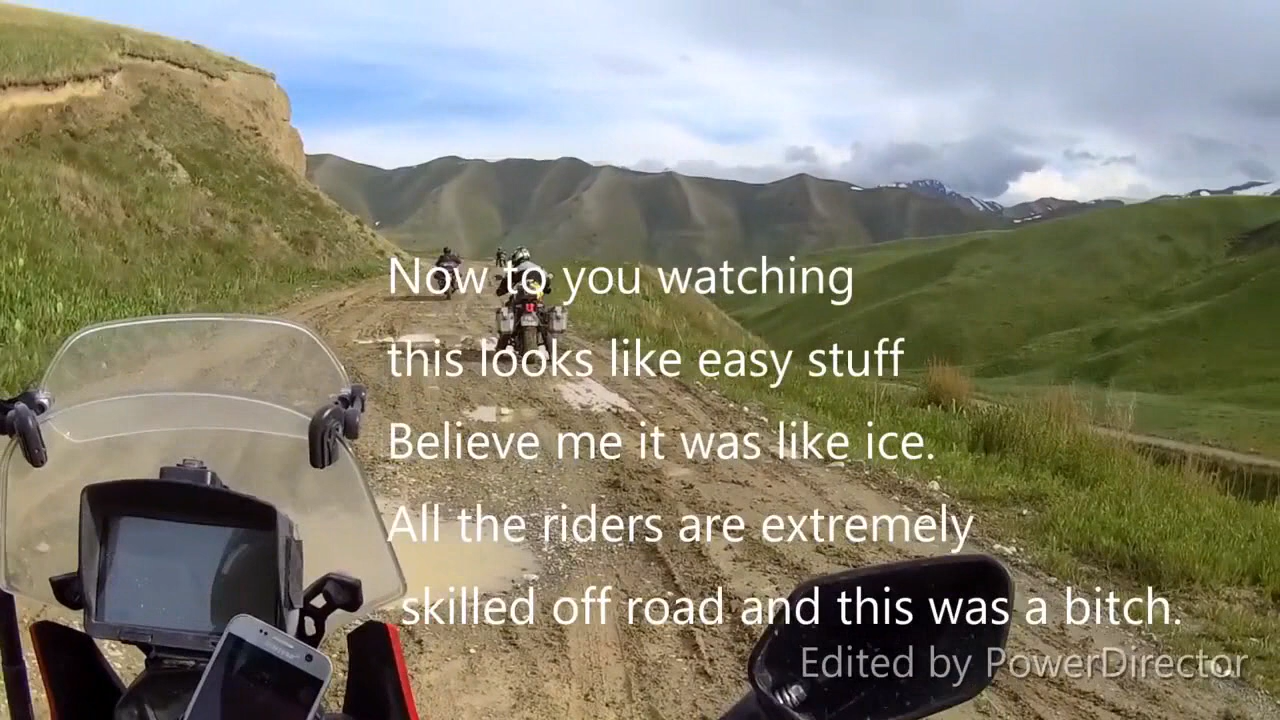 Now to you watching
this looks like easy stuff
Believe me it was like ice.
All the riders are extremely
skilled off road and this was a bitch.
Edited by PowerDirector